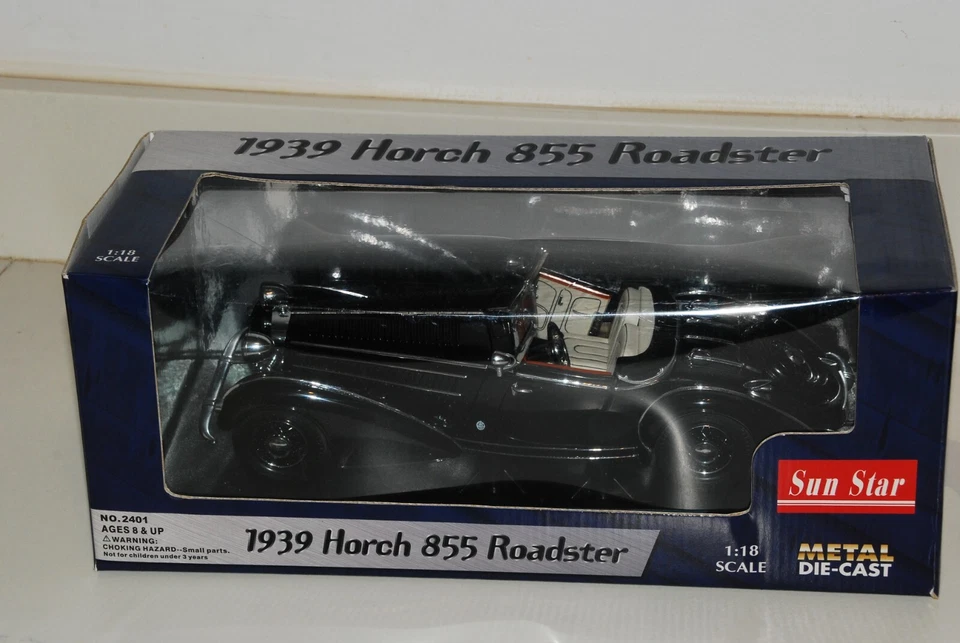 1939 Horch 855 Roadster
1:18
SCALE
Sun Star
NO.2401
AGES 8 & UP
⚠WARNING:
CHOKING HAZARD--Small parts.
Not for children under 3 years
1939 Horch 855 Roadster
1:18
SCALE
METAL
DIE-CAST